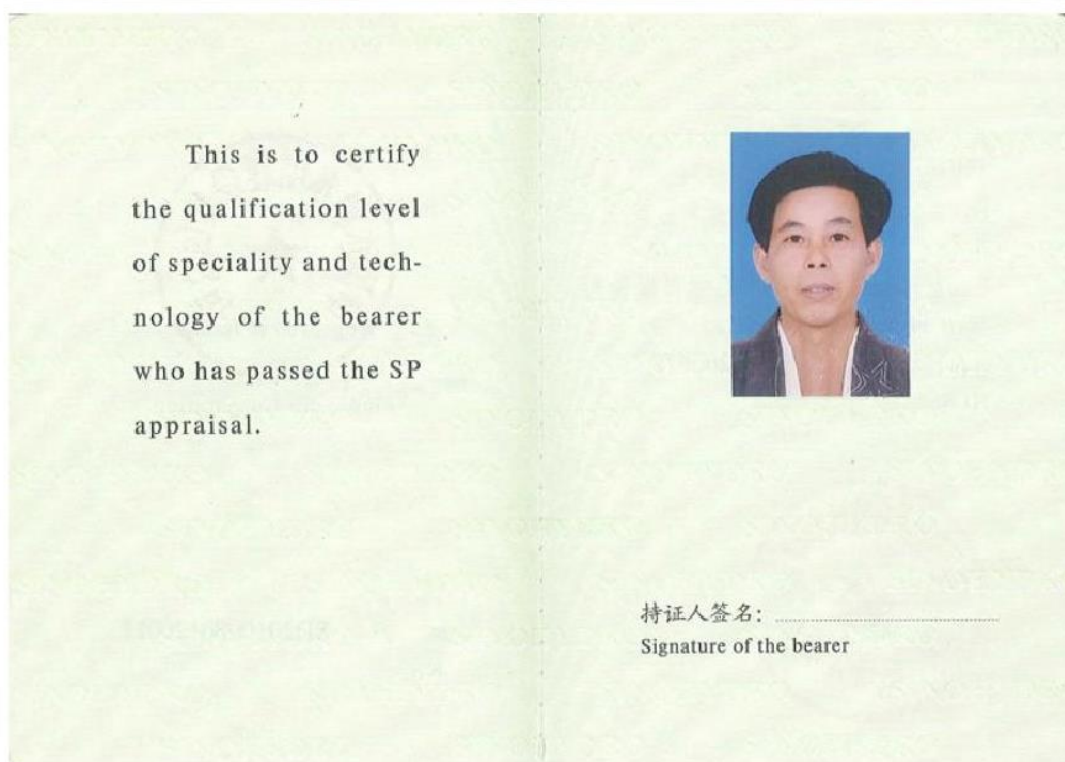 This is to certify
the qualification level
of speciality and tech-
nology of the bearer
who has passed the SP
appraisal.
持证人签名：
Signature of the bearer